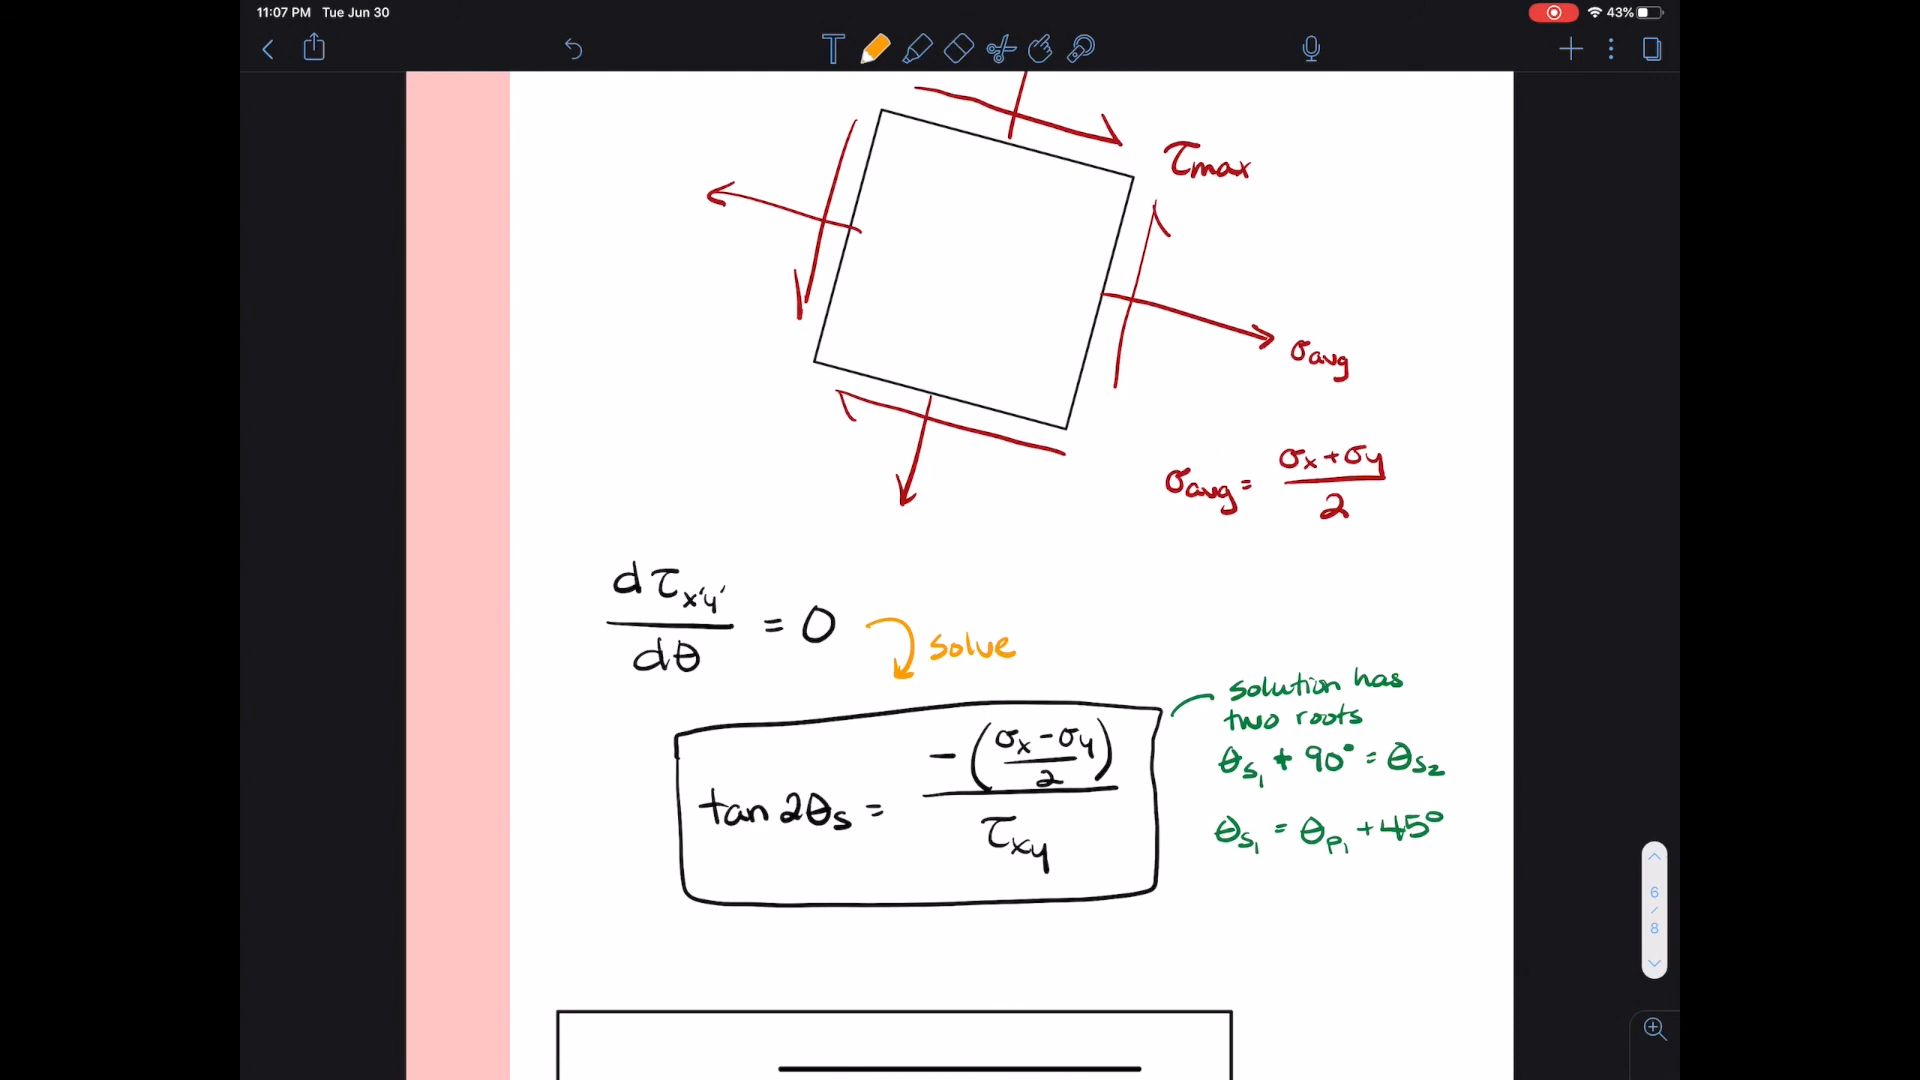 11:07 PM Tue Jun 30
43%
T
τmax
σavg
σavg = (σx + σy)/2
dτx'y'/dθ = 0
solve
solution has
two roots
θs₁ + 90° = θs₂
θs₁ = θp₁ + 45°
tan 2θs = -((σx - σy)/2)/τxy
6
/
8